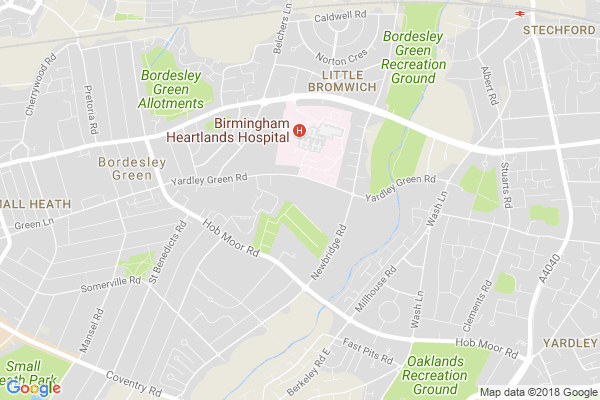 Caldwell Rd
Belchers Ln
STECHFORD
Bordesley
Green
Recreation
Ground
Norton Cres
LITTLE
BROMWICH
Cherrywood Rd
Pretoria Rd
Bordesley
Green
Allotments
Albert Rd
Birmingham
Heartlands Hospital
H
Bordesley
Green
Yardley Green Rd
Yardley Green Rd
Stuarts Rd
Wash Ln
MALL HEATH
Green Ln
St Benedicts Rd
Hob Moor Rd
Newbridge Rd
A4040
Somerville Rd
Millhouse Rd
Wash Ln
Clements Rd
Mansel Rd
Fast Pits Rd
Hob Moor Rd
YARDLEY
Small
eath Park
Coventry Rd
Berkeley Rd E
Oaklands
Recreation
Ground
Google
Map data ©2018 Google